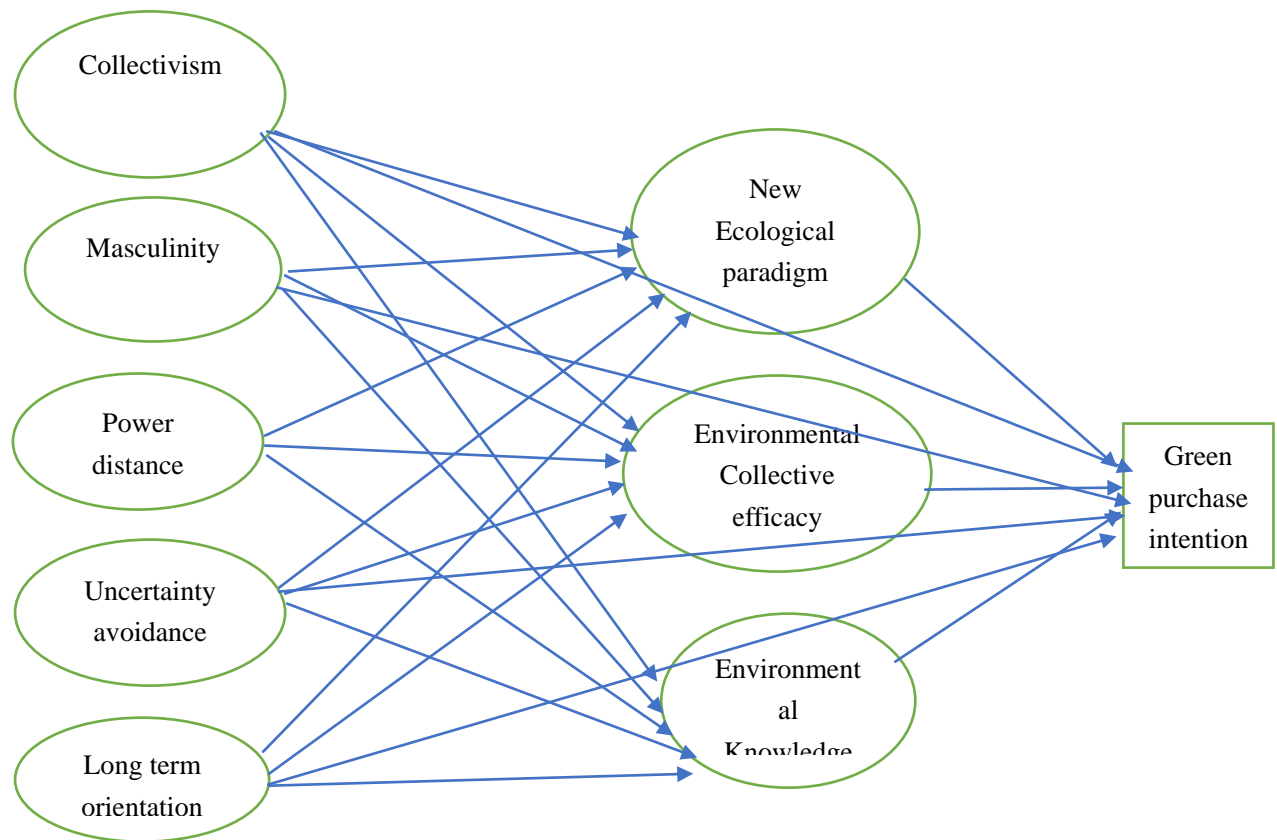 Collectivism
Masculinity
Power
distance
Uncertainty
avoidance
Long term
orientation
New
Ecological
paradigm
Environmental
Collective
efficacy
Environment
al
Knowledge
Green
purchase
intention